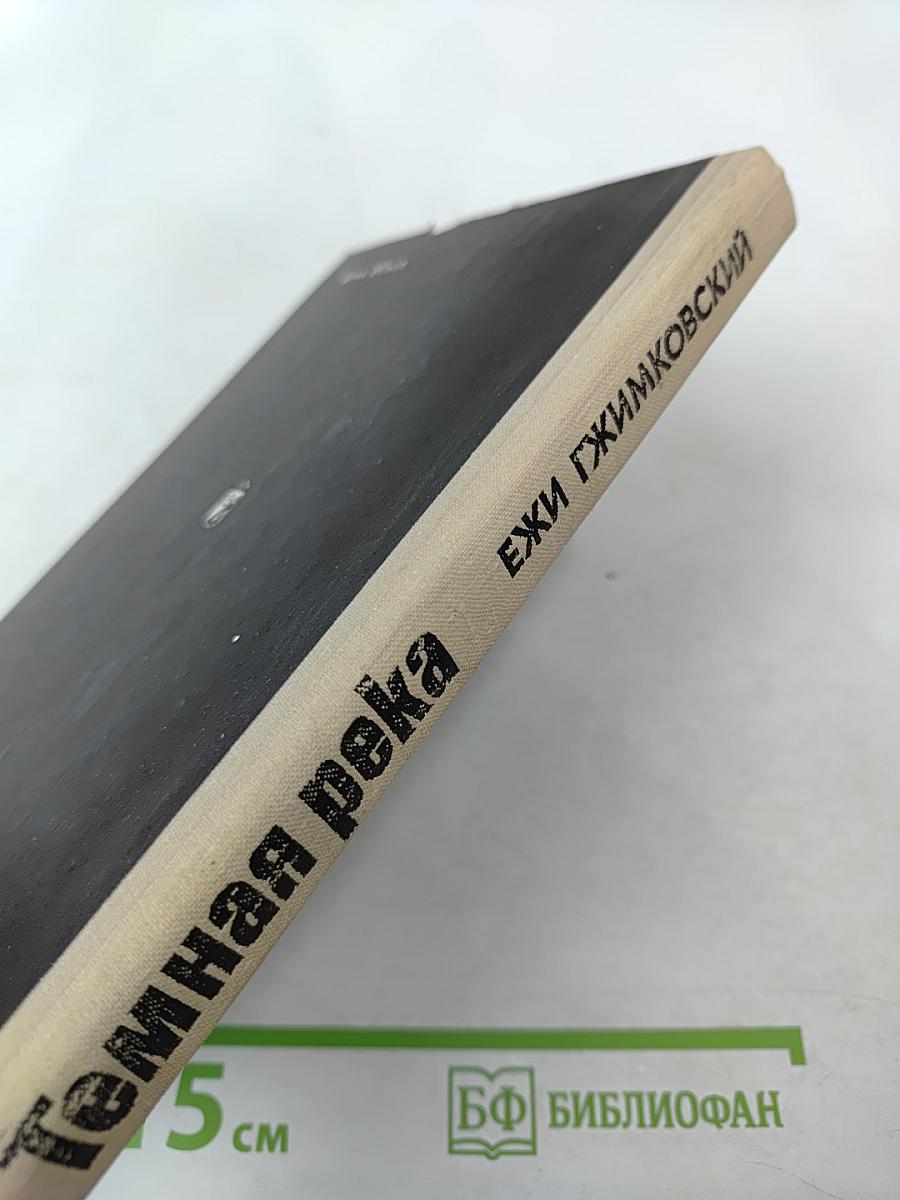 Темная река
ЕЖИ ГЖИМКОВСКИЙ
15 см
БФ БИБЛИОФАН